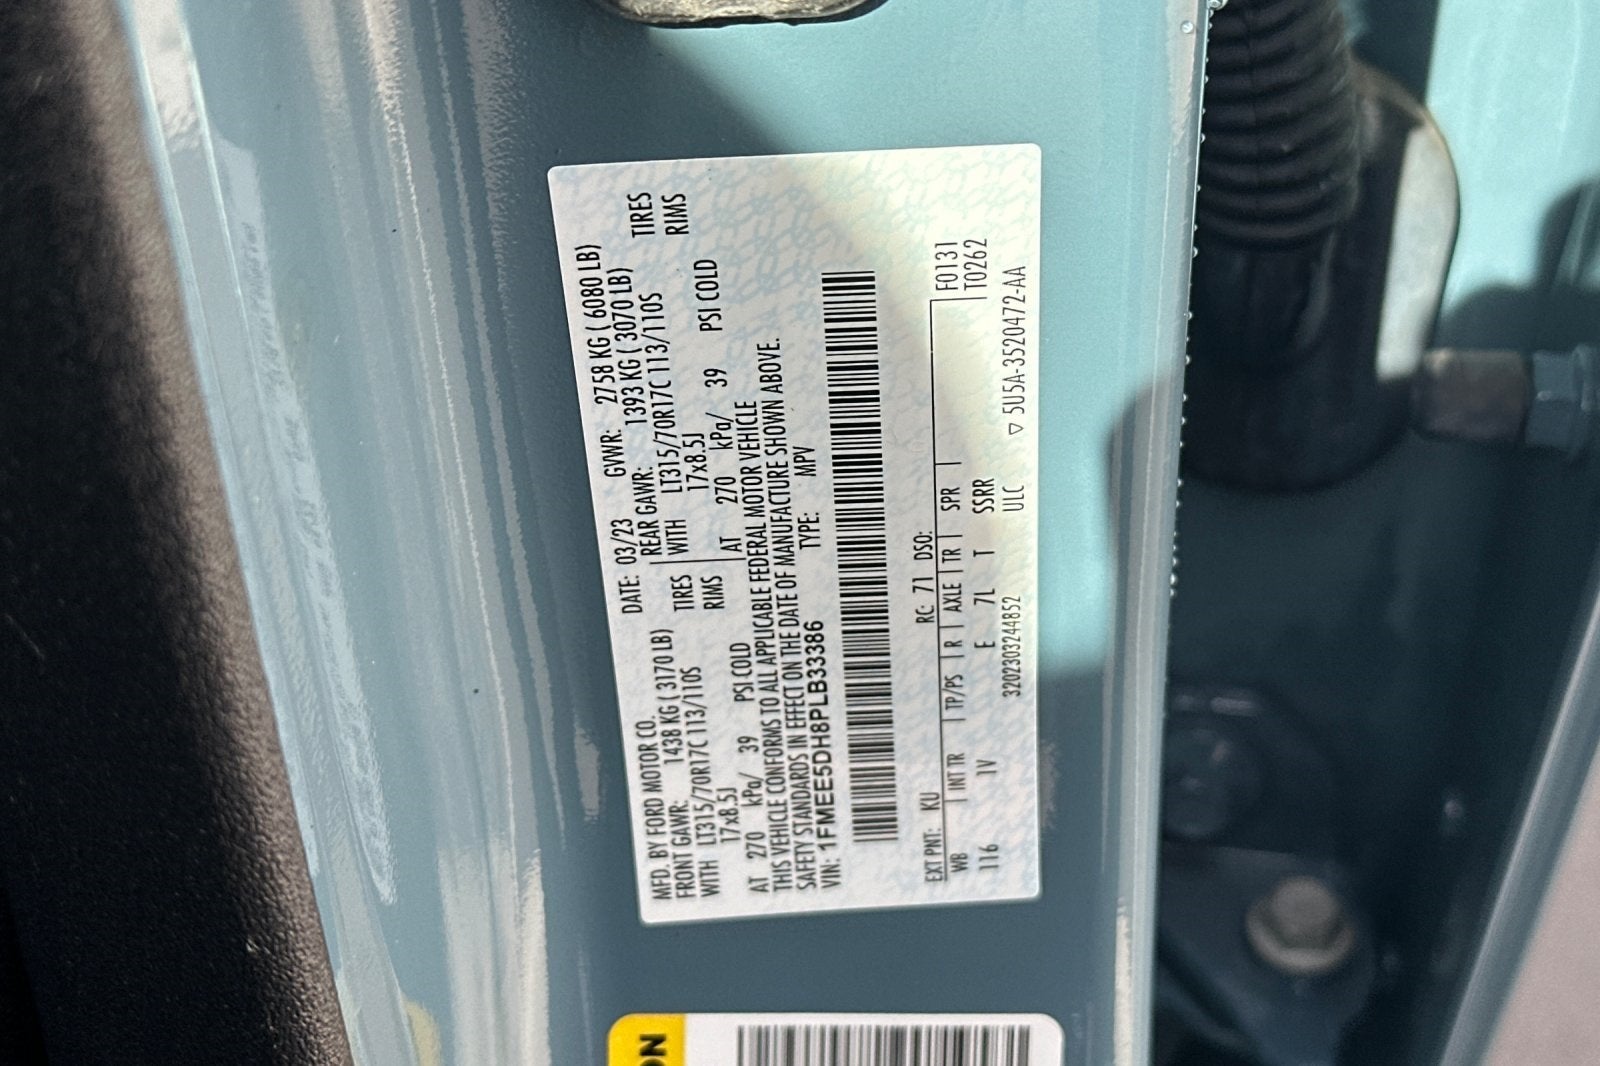 MFD. BY FORD MOTOR CO.
DATE: 03/23 GVWR: 2758 KG ( 6080 LB)
FRONT GAWR: 1438 KG ( 3170 LB) REAR GAWR: 1393 KG ( 3070 LB)
WITH LT315/70R17C 113/110S TIRES WITH LT315/70R17C 113/110S TIRES
17x8.5J RIMS 17x8.5J RIMS
AT 270 kPa/ 39 PSI COLD AT 270 kPa/ 39 PSI COLD
THIS VEHICLE CONFORMS TO ALL APPLICABLE FEDERAL MOTOR VEHICLE
SAFETY STANDARDS IN EFFECT ON THE DATE OF MANUFACTURE SHOWN ABOVE.
VIN: 1FMEE5DH8PLB33386 TYPE: MPV
EXT PNT: KU RC: 71 DSO: F0131
WB INT TR TP/PS R AXLE TR SPR T0262
116 1V E 7L T SSRR
3202303244852 ULC ▽ 5U5A-3520472-AA
ON